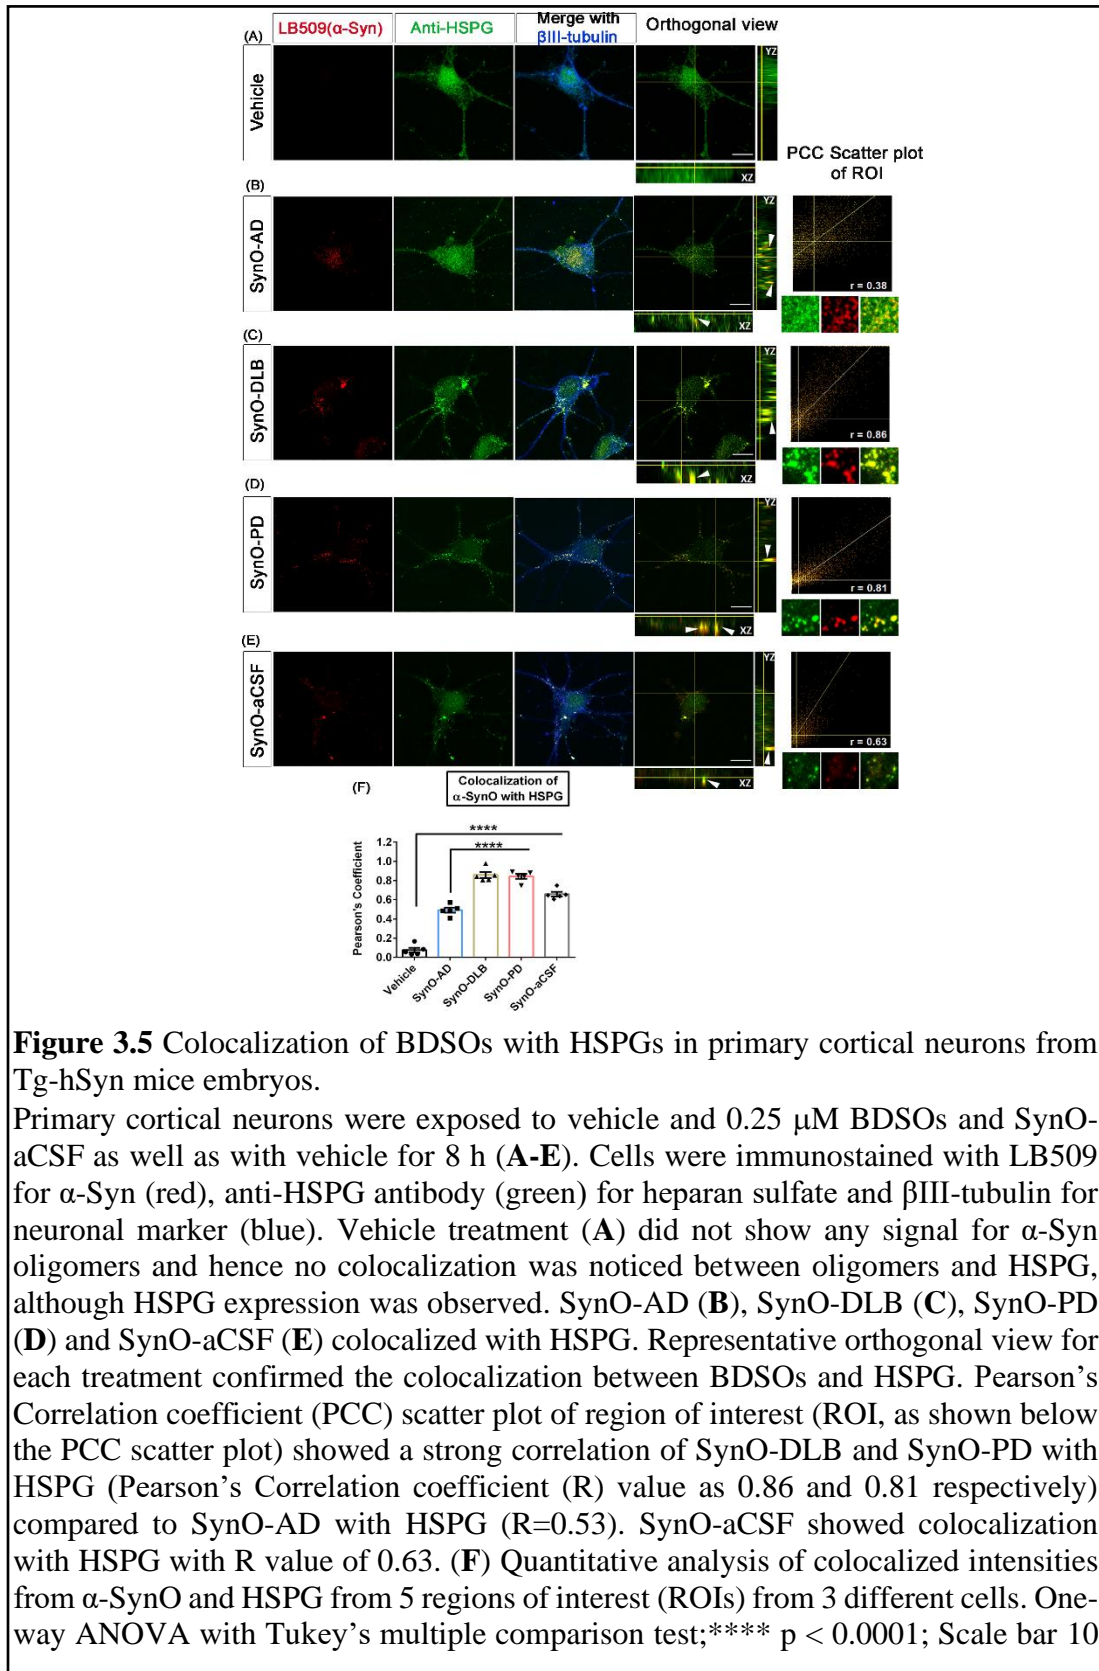 LB509(α-Syn) Anti-HSPG Merge with βIII-tubulin Orthogonal view
(A)
Vehicle
YZ
XZ
PCC Scatter plot
of ROI
(B)
SynO-AD
YZ
XZ
r = 0.38
(C)
SynO-DLB
YZ
XZ
r = 0.86
(D)
SynO-PD
YZ
XZ
r = 0.81
(E)
SynO-aCSF
YZ
XZ
r = 0.63
(F)
Colocalization of
α-SynO with HSPG
Pearson's Coefficient
1.2
1.0
0.8
0.6
0.4
0.2
0.0
****
****
Vehicle
SynO-AD
SynO-DLB
SynO-PD
SynO-aCSF
Figure 3.5 Colocalization of BDSOs with HSPGs in primary cortical neurons from
Tg-hSyn mice embryos.
Primary cortical neurons were exposed to vehicle and 0.25 μM BDSOs and SynO-
aCSF as well as with vehicle for 8 h (A-E). Cells were immunostained with LB509
for α-Syn (red), anti-HSPG antibody (green) for heparan sulfate and βIII-tubulin for
neuronal marker (blue). Vehicle treatment (A) did not show any signal for α-Syn
oligomers and hence no colocalization was noticed between oligomers and HSPG,
although HSPG expression was observed. SynO-AD (B), SynO-DLB (C), SynO-PD
(D) and SynO-aCSF (E) colocalized with HSPG. Representative orthogonal view for
each treatment confirmed the colocalization between BDSOs and HSPG. Pearson's
Correlation coefficient (PCC) scatter plot of region of interest (ROI, as shown below
the PCC scatter plot) showed a strong correlation of SynO-DLB and SynO-PD with
HSPG (Pearson's Correlation coefficient (R) value as 0.86 and 0.81 respectively)
compared to SynO-AD with HSPG (R=0.53). SynO-aCSF showed colocalization
with HSPG with R value of 0.63. (F) Quantitative analysis of colocalized intensities
from α-SynO and HSPG from 5 regions of interest (ROIs) from 3 different cells. One-
way ANOVA with Tukey's multiple comparison test;**** p < 0.0001; Scale bar 10